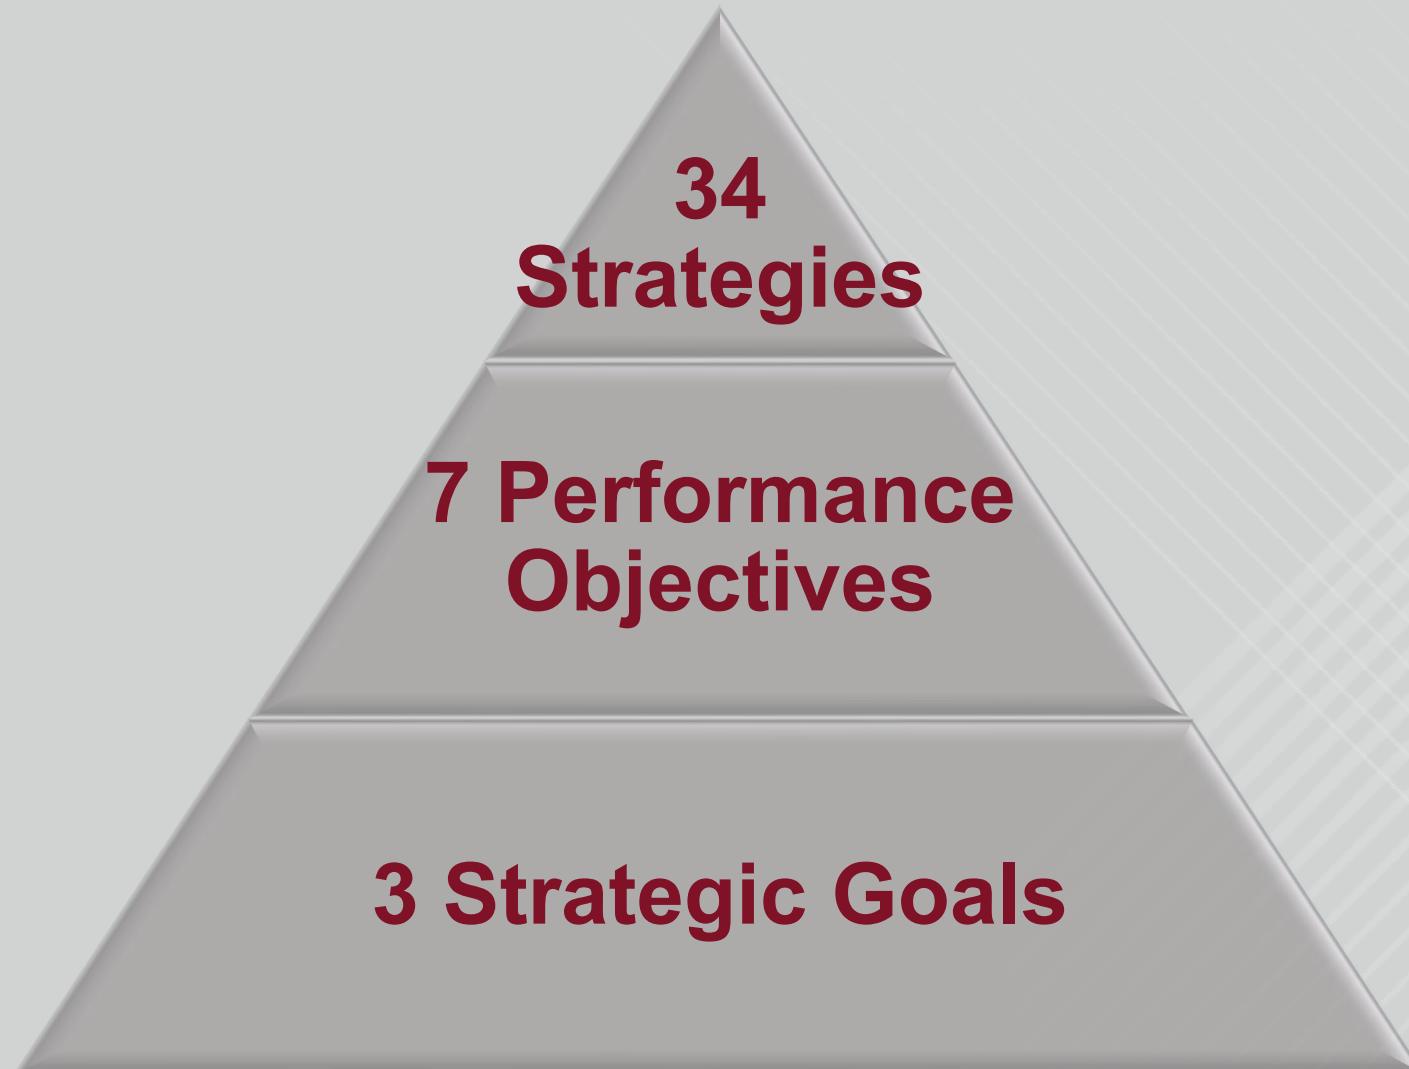 34
Strategies
7 Performance
Objectives
3 Strategic Goals